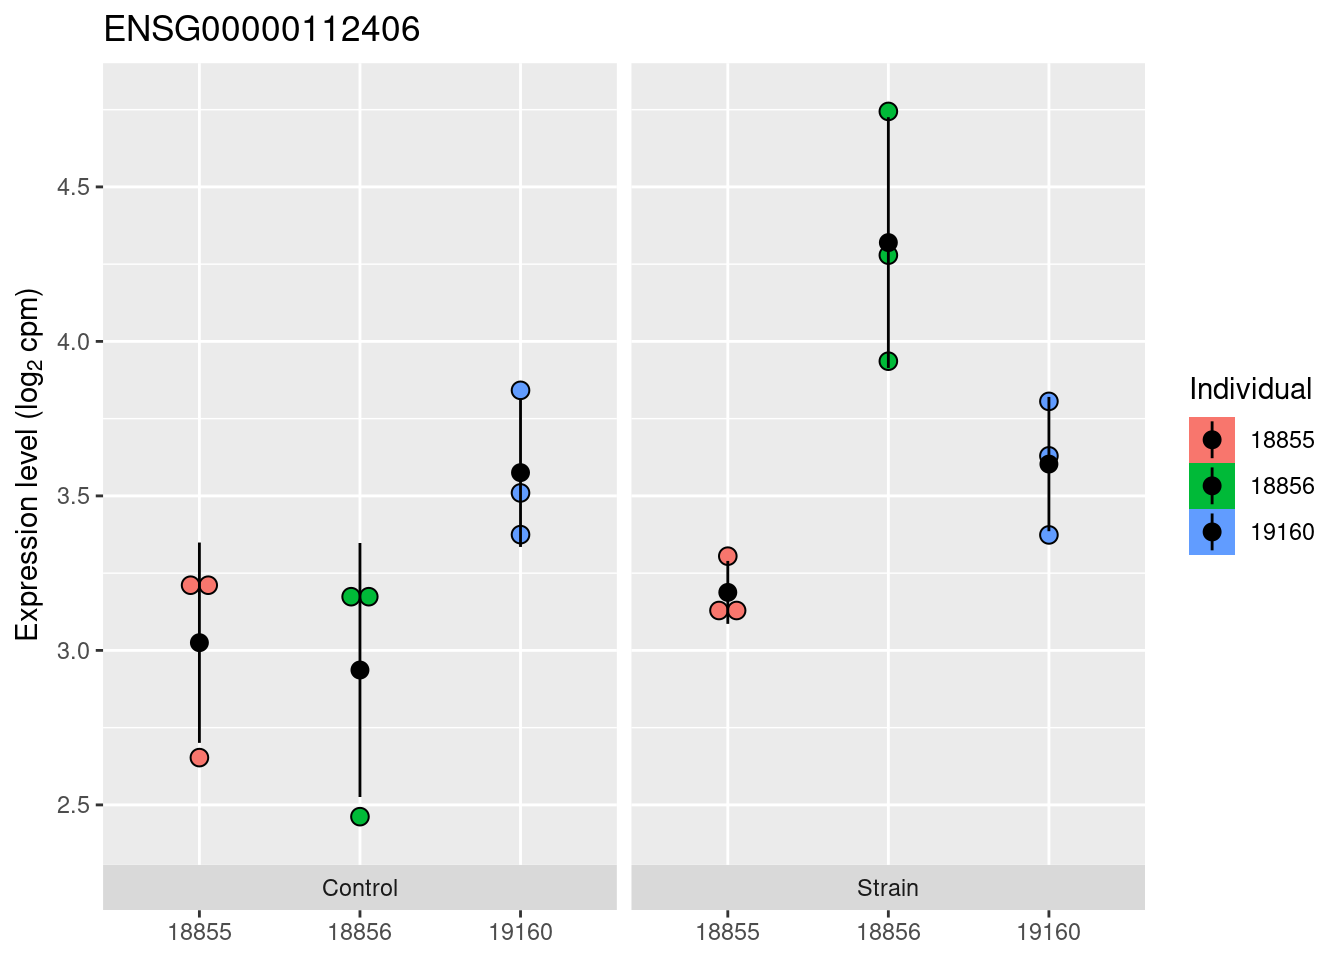 ENSG00000112406
Expression level (log2 cpm)
4.5
4.0
3.5
3.0
2.5
Control
Strain
18855
18856
19160
18855
18856
19160
Individual
18855
18856
19160